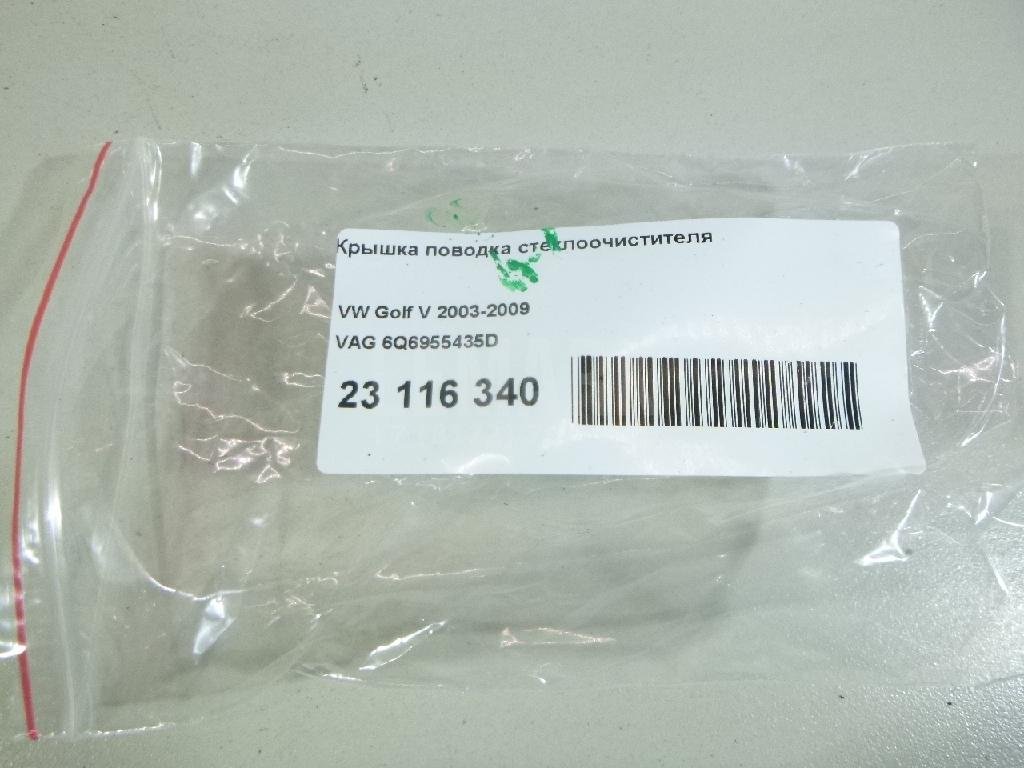 Крышка поводка стеклоочистителя
VW Golf V 2003-2009
VAG 6Q6955435D
23 116 340